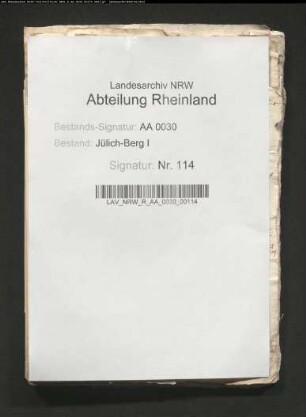 Landesarchiv NRW
Abteilung Rheinland
Bestands-Signatur: AA 0030
Bestand: Jülich-Berg I
Signatur: Nr. 114
LAV_NRW_R_AA_0030_00114